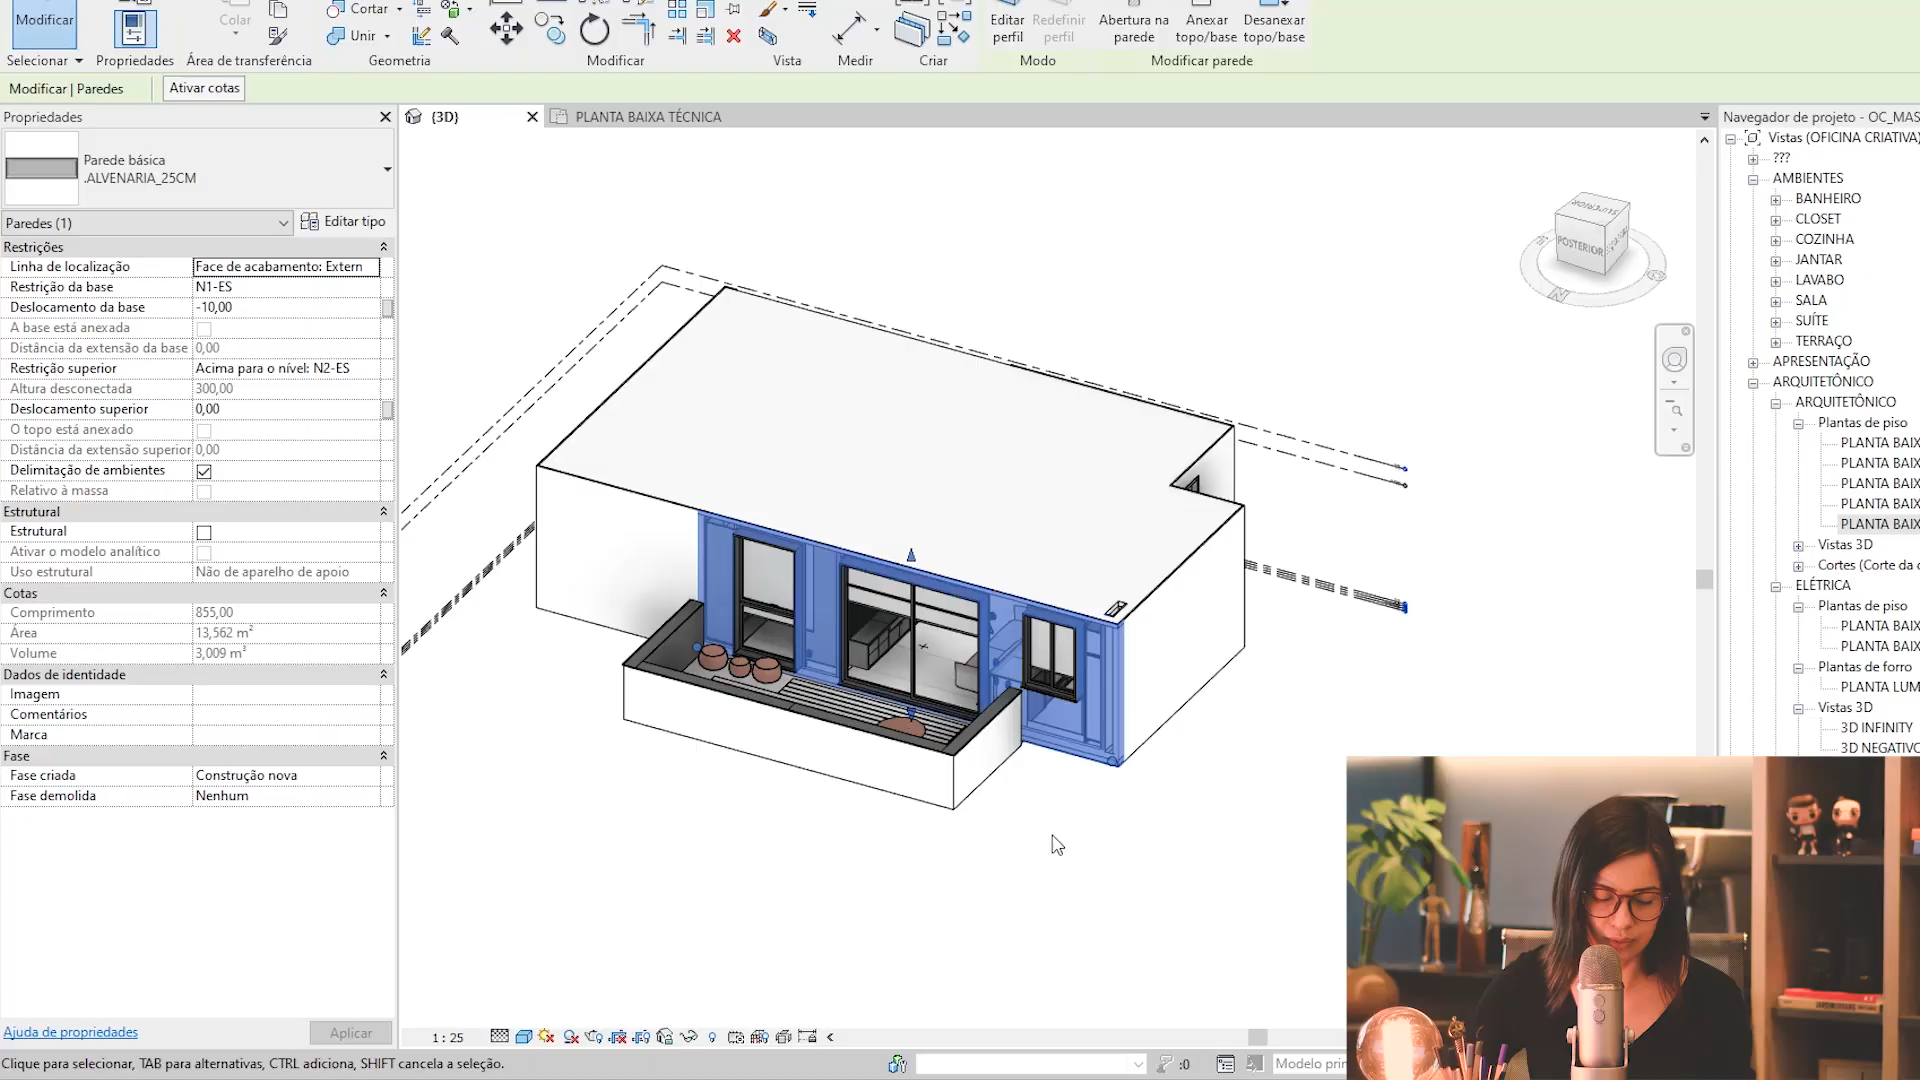 Modificar
Colar
Cortar
Unir
Editar perfil
Redefinir perfil
Abertura na parede
Anexar topo/base
Desanexar topo/base
Selecionar
Propriedades
Área de transferência
Geometria
Modificar
Vista
Medir
Criar
Modo
Modificar parede
Modificar | Paredes
Ativar cotas
Propriedades
{3D}
PLANTA BAIXA TÉCNICA
Parede básica
.ALVENARIA_25CM
Paredes (1)
Editar tipo
Restrições
Linha de localização Face de acabamento: Extern
Restrição da base N1-ES
Deslocamento da base -10,00
A base está anexada
Distância da extensão da base 0,00
Restrição superior Acima para o nível: N2-ES
Altura desconectada 300,00
Deslocamento superior 0,00
O topo está anexado
Distância da extensão superior 0,00
Delimitação de ambientes
Relativo à massa
Estrutural
Estrutural
Ativar o modelo analítico
Uso estrutural Não de aparelho de apoio
Cotas
Comprimento 855,00
Área 13,562 m²
Volume 3,009 m³
Dados de identidade
Imagem
Comentários
Marca
Fase
Fase criada Construção nova
Fase demolida Nenhum
Ajuda de propriedades
Aplicar
SUPERIOR
POSTERIOR
N
Navegador de projeto - OC_MAS
Vistas (OFICINA CRIATIVA)
???
AMBIENTES
BANHEIRO
CLOSET
COZINHA
JANTAR
LAVABO
SALA
SUÍTE
TERRAÇO
APRESENTAÇÃO
ARQUITETÔNICO
ARQUITETÔNICO
Plantas de piso
PLANTA BAIX
PLANTA BAIX
PLANTA BAIX
PLANTA BAIX
PLANTA BAIX
Vistas 3D
Cortes (Corte da c
ELÉTRICA
Plantas de piso
PLANTA BAIX
PLANTA BAIX
Plantas de forro
PLANTA LUM
Vistas 3D
3D INFINITY
3D NEGATIVO
1 : 25
Clique para selecionar, TAB para alternativas, CTRL adiciona, SHIFT cancela a seleção.
:0
Modelo prin